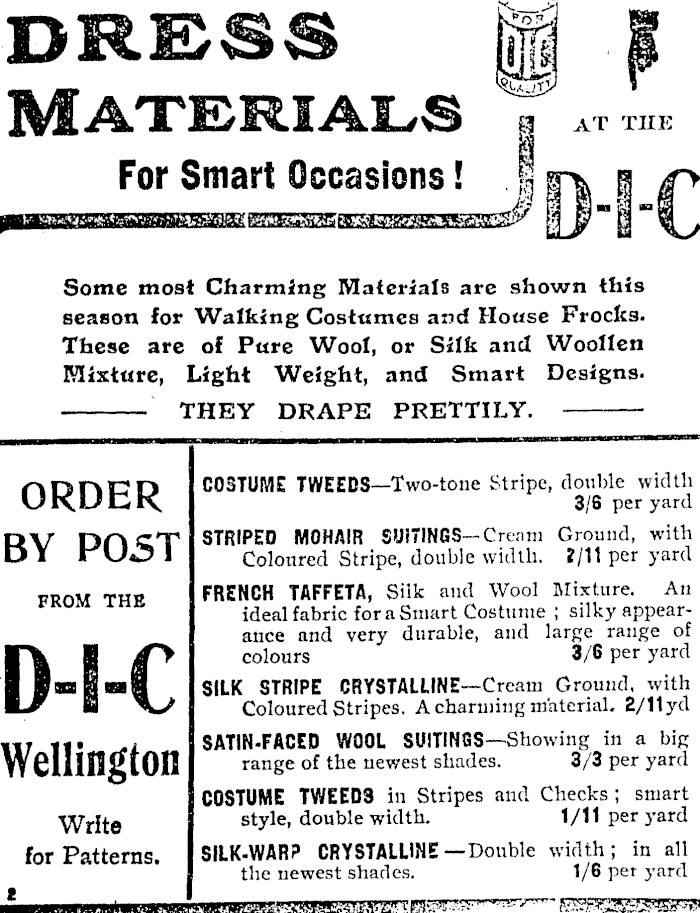 DRESS
MATERIALS
For Smart Occasions!
FOR
DIC
QUALITY
AT THE
D-I-C
Some most Charming Materials are shown this
season for Walking Costumes and House Frocks.
These are of Pure Wool, or Silk and Woollen
Mixture, Light Weight, and Smart Designs.
THEY DRAPE PRETTILY.
ORDER
BY POST
FROM THE
D-I-C
Wellington
Write
for Patterns.
2
COSTUME TWEEDS—Two-tone Stripe, double width
3/6 per yard
STRIPED MOHAIR SUITINGS—Cream Ground, with
Coloured Stripe, double width. 2/11 per yard
FRENCH TAFFETA, Silk and Wool Mixture. An
ideal fabric for a Smart Costume; silky appear-
ance and very durable, and large range of
colours 3/6 per yard
SILK STRIPE CRYSTALLINE—Cream Ground, with
Coloured Stripes. A charming material. 2/11 yd
SATIN-FACED WOOL SUITINGS—Showing in a big
range of the newest shades. 3/3 per yard
COSTUME TWEEDS in Stripes and Checks; smart
style, double width. 1/11 per yard
SILK-WARP CRYSTALLINE—Double width; in all
the newest shades. 1/6 per yard